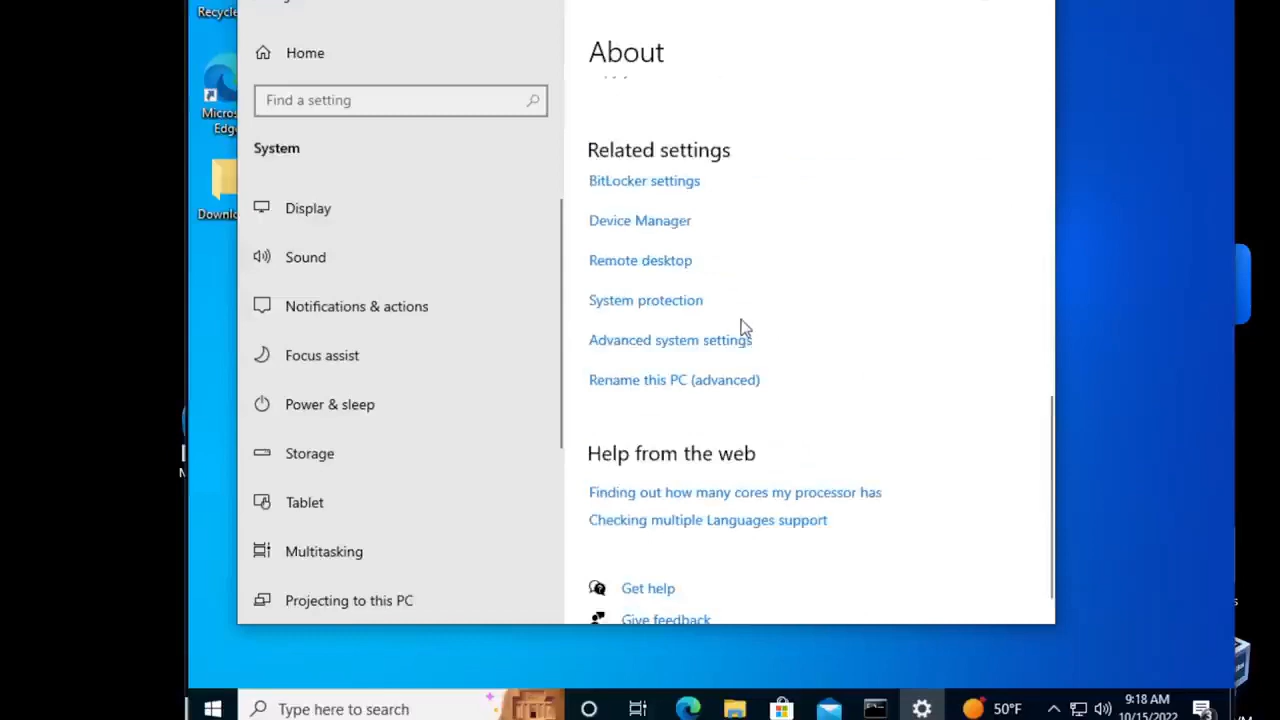 Recycle
Home
About
Find a setting
System
Related settings
BitLocker settings
Device Manager
Remote desktop
System protection
Advanced system settings
Rename this PC (advanced)
Display
Sound
Notifications & actions
Focus assist
Power & sleep
Storage
Tablet
Multitasking
Projecting to this PC
Help from the web
Finding out how many cores my processor has
Checking multiple Languages support
Get help
Give feedback
Micros
Edge
Downlo
Type here to search
50°F
9:18 AM
10/15/2022